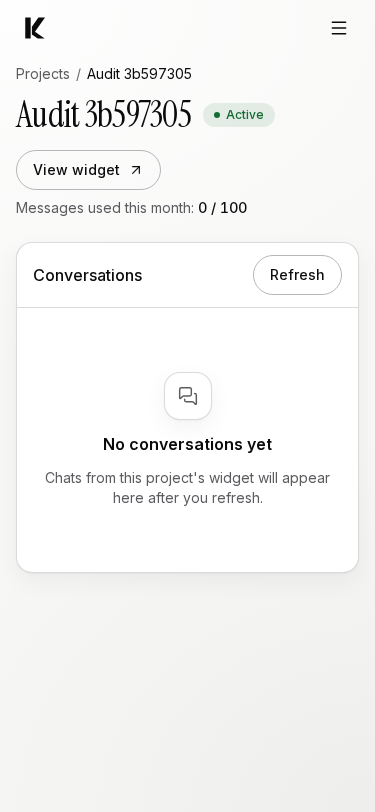 K
Projects / Audit 3b597305
Audit 3b597305 Active
View widget
Messages used this month: 0 / 100
Conversations Refresh
No conversations yet
Chats from this project's widget will appear
here after you refresh.